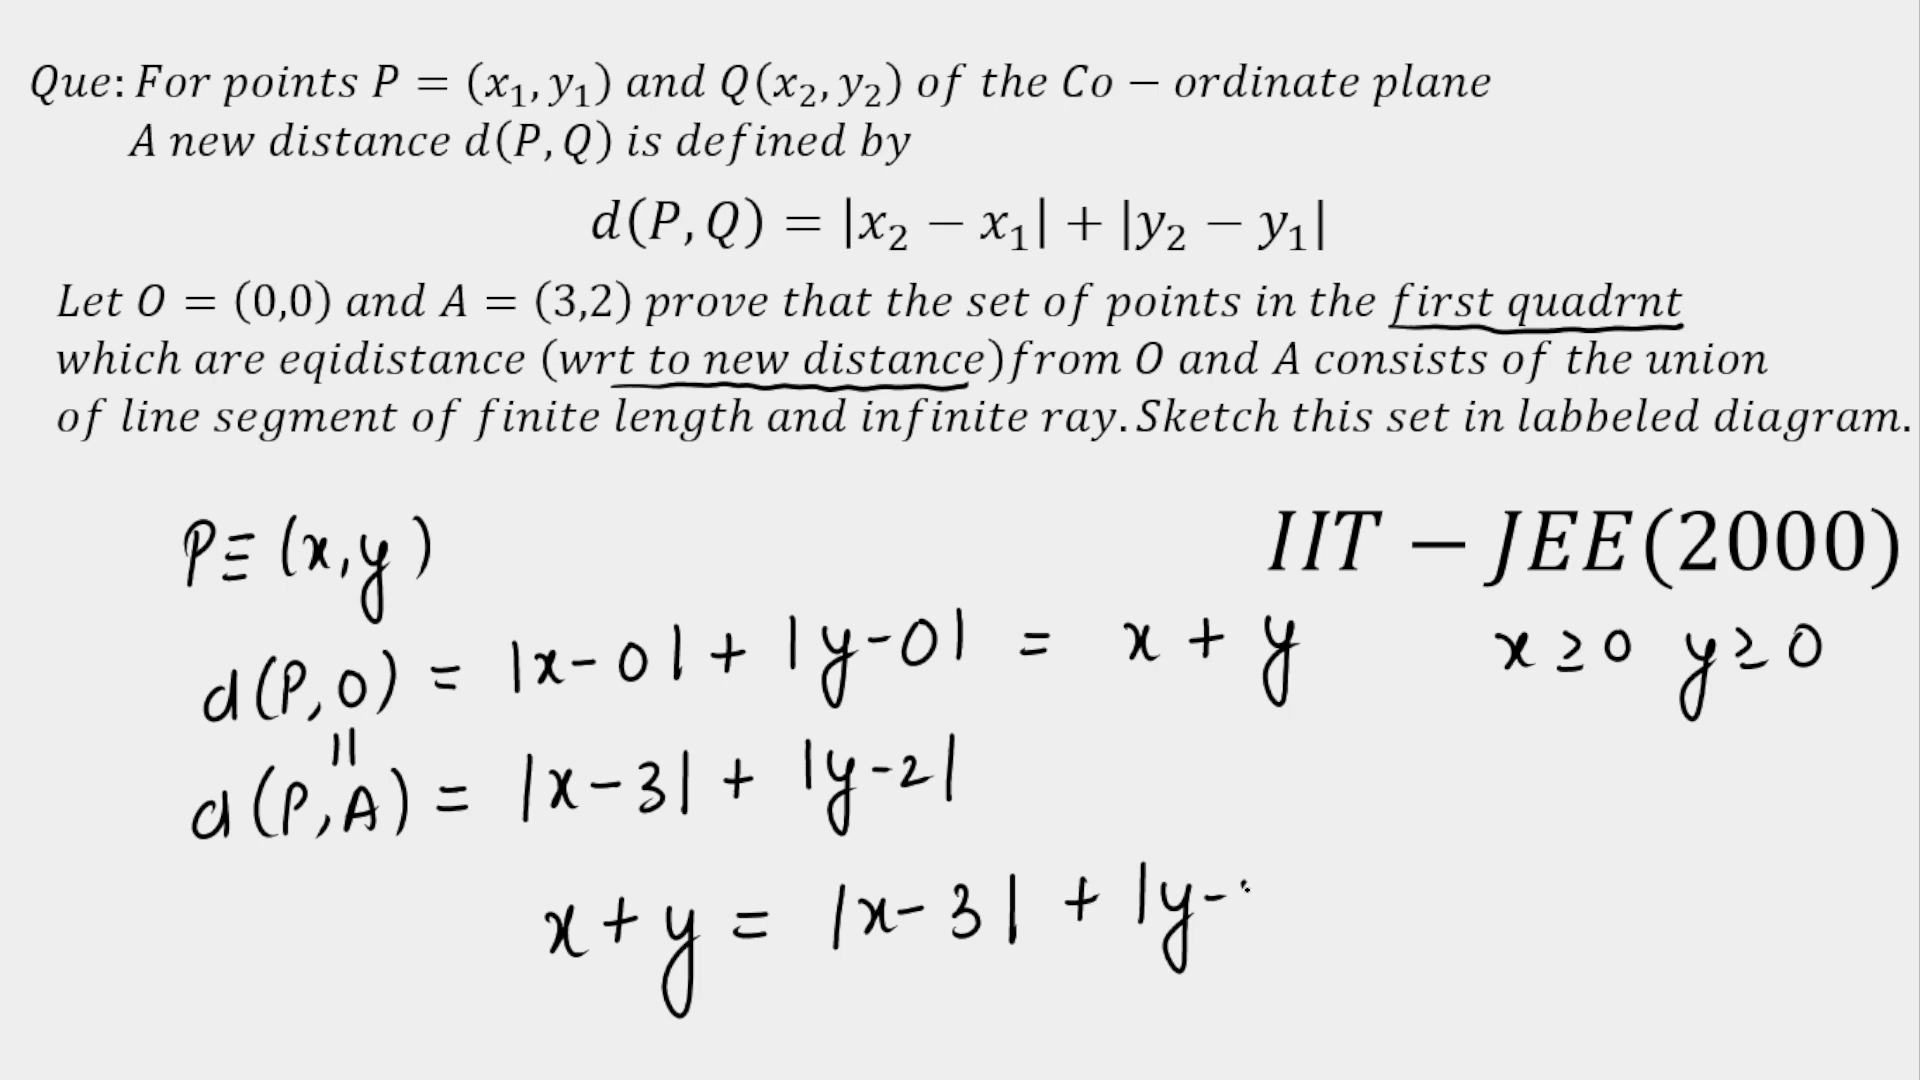 Que: For points P = (x₁, y₁) and Q(x₂, y₂) of the Co − ordinate plane
A new distance d(P, Q) is defined by
d(P, Q) = |x₂ − x₁| + |y₂ − y₁|
Let O = (0,0) and A = (3,2) prove that the set of points in the first quadrnt
which are eqidistance (wrt to new distance)from O and A consists of the union
of line segment of finite length and infinite ray. Sketch this set in labbeled diagram.
P≡ (x,y)
IIT − JEE(2000)
d(P,0) = |x-0| + |y-0| = x + y
x ≥ 0 y ≥ 0
||
d(P,A) = |x-3| + |y-2|
x + y = |x-3| + |y-